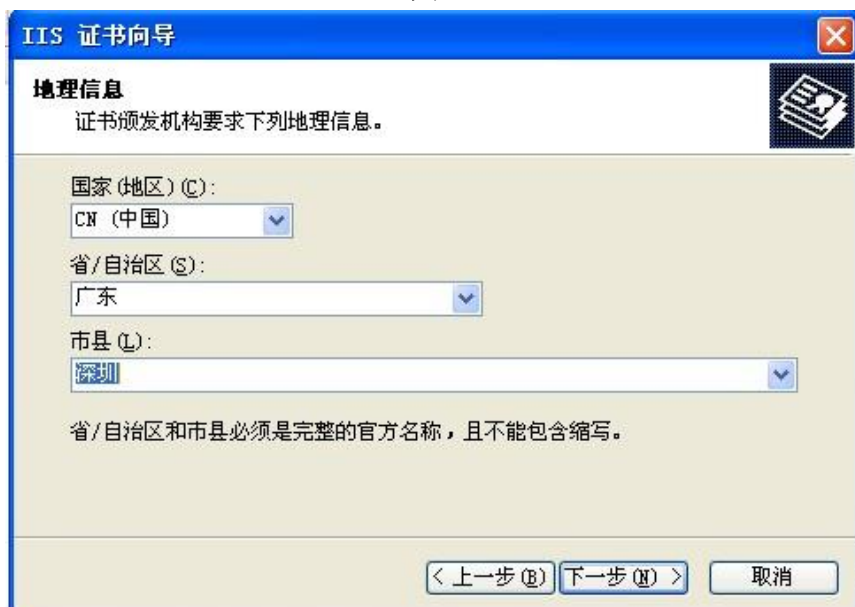 IIS 证书向导
地理信息
证书颁发机构要求下列地理信息。
国家(地区)(C):
CN (中国)
省/自治区(S):
广东
市县(L):
深圳
省/自治区和市县必须是完整的官方名称，且不能包含缩写。
< 上一步(B) 下一步(N) > 取消